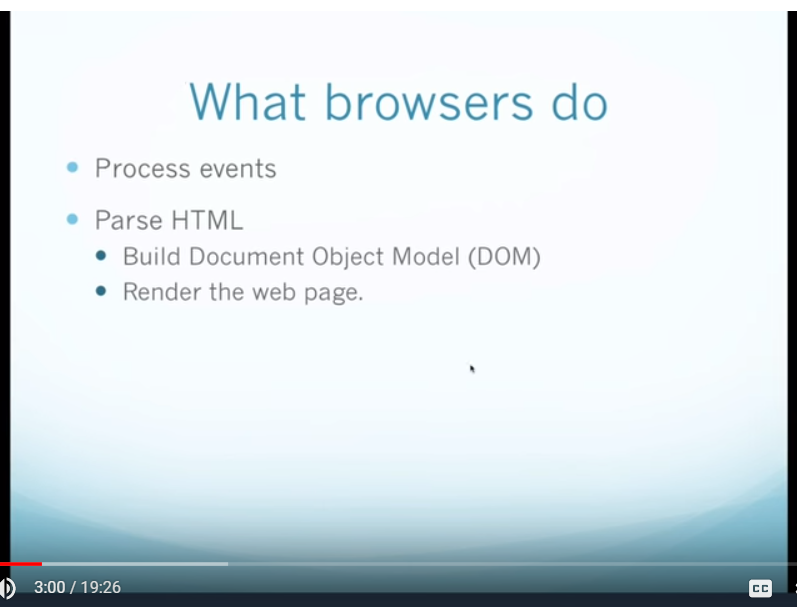 What browsers do
Process events
Parse HTML
Build Document Object Model (DOM)
Render the web page.
3:00 / 19:26
CC